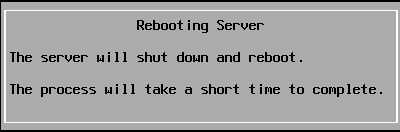 Rebooting Server
The server will shut down and reboot.
The process will take a short time to complete.